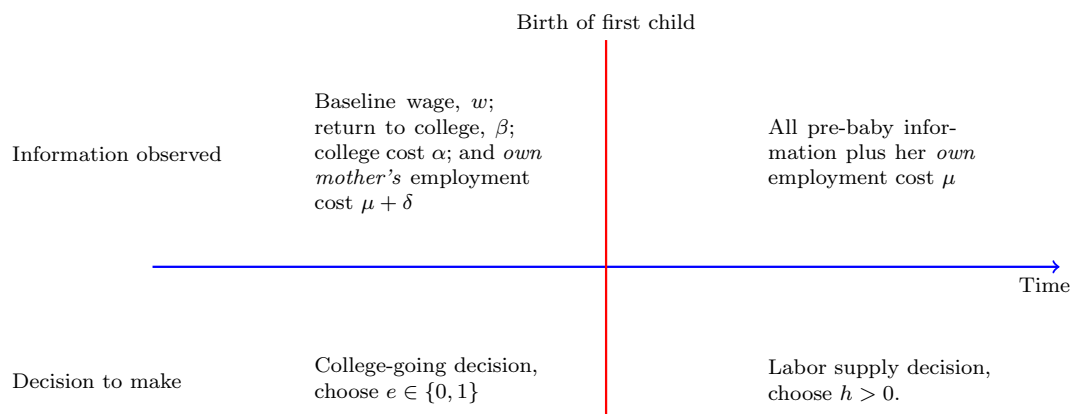 Birth of first child
Information observed
Baseline wage, w;
return to college, β;
college cost α; and own
mother's employment
cost μ + δ
All pre-baby infor-
mation plus her own
employment cost μ
Time
Decision to make
College-going decision,
choose e ∈ {0, 1}
Labor supply decision,
choose h > 0.